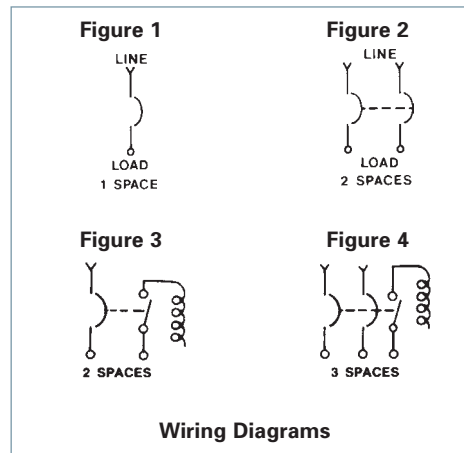 Figure 1
LINE
LOAD
1 SPACE
Figure 2
LINE
LOAD
2 SPACES
Figure 3
2 SPACES
Figure 4
3 SPACES
Wiring Diagrams